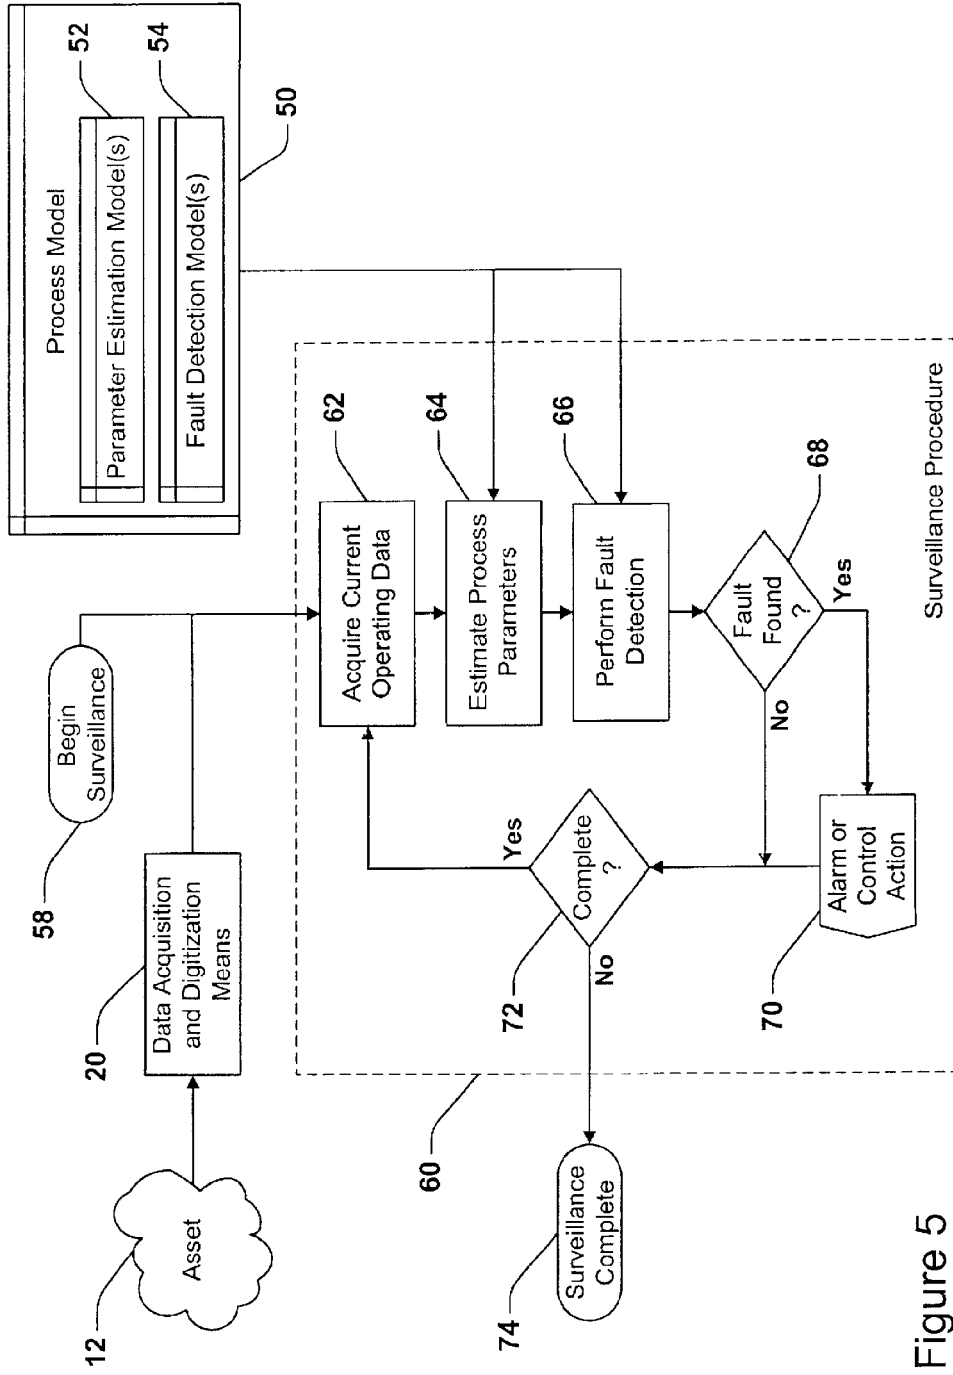 12
Asset
20
Data Acquisition
and Digitization
Means
58
Begin
Surveillance
Process Model
52
Parameter Estimation Model(s)
54
Fault Detection Model(s)
50
62
Acquire Current
Operating Data
64
Estimate Process
Parameters
66
Perform Fault
Detection
68
Fault
Found
?
Yes
No
70
Alarm or
Control
Action
72
Complete
?
Yes
No
60
74
Surveillance
Complete
Surveillance Procedure
Figure 5